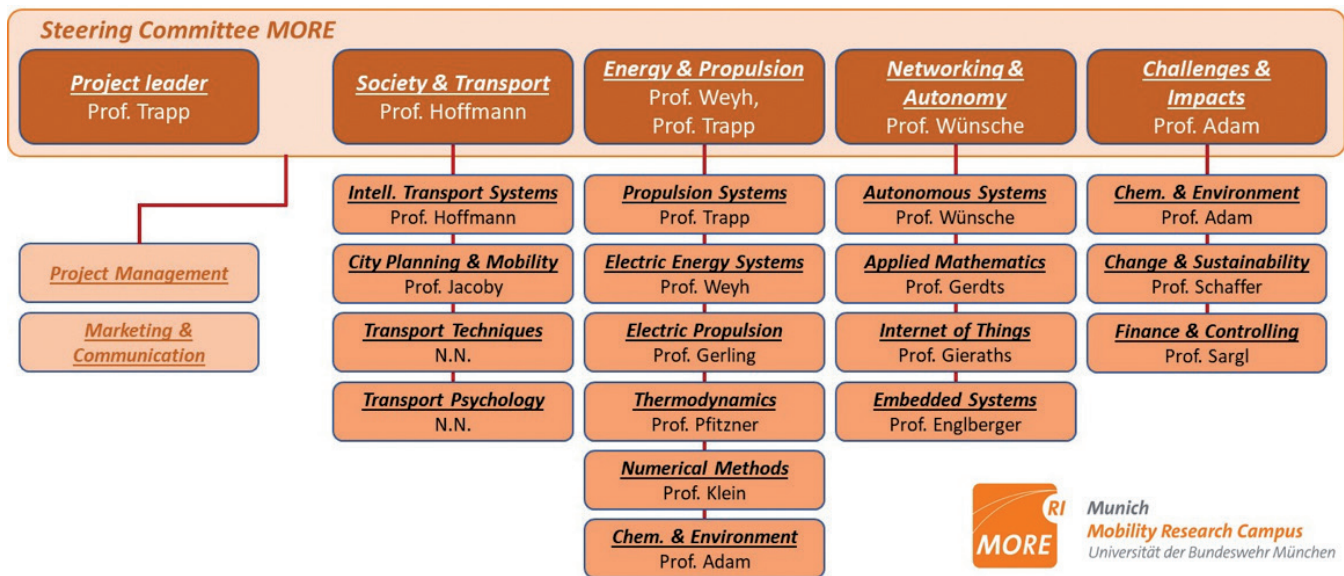 Steering Committee MORE
Project leader
Prof. Trapp
Society & Transport
Prof. Hoffmann
Energy & Propulsion
Prof. Weyh,
Prof. Trapp
Networking &
Autonomy
Prof. Wünsche
Challenges &
Impacts
Prof. Adam
Project Management
Marketing &
Communication
Intell. Transport Systems
Prof. Hoffmann
City Planning & Mobility
Prof. Jacoby
Transport Techniques
N.N.
Transport Psychology
N.N.
Propulsion Systems
Prof. Trapp
Electric Energy Systems
Prof. Weyh
Electric Propulsion
Prof. Gerling
Thermodynamics
Prof. Pfitzner
Numerical Methods
Prof. Klein
Chem. & Environment
Prof. Adam
Autonomous Systems
Prof. Wünsche
Applied Mathematics
Prof. Gerdts
Internet of Things
Prof. Gieraths
Embedded Systems
Prof. Englberger
Chem. & Environment
Prof. Adam
Change & Sustainability
Prof. Schaffer
Finance & Controlling
Prof. Sargl
RI
MORE
Munich
Mobility Research Campus
Universität der Bundeswehr München